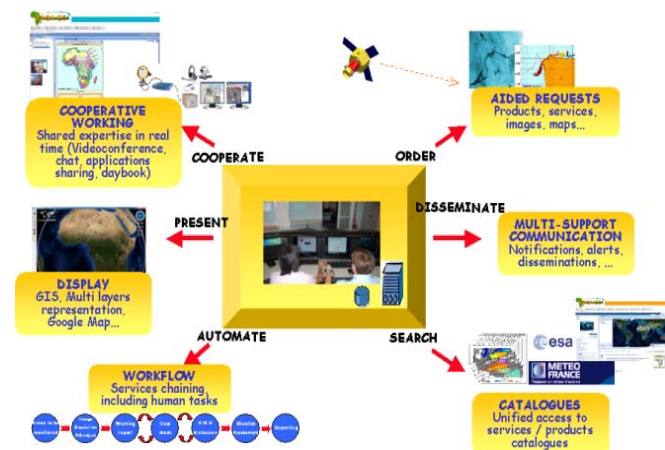 COOPERATIVE
WORKING
Shared expertise in real
time (Videoconference,
chat, applications
sharing, daybook)
AIDED REQUESTS
Products, services,
images, maps...
COOPERATE
ORDER
PRESENT
DISSEMINATE
DISPLAY
GIS, Multi layers
representation,
Google Map...
MULTI-SUPPORT
COMMUNICATION
Notifications, alerts,
disseminations, ...
AUTOMATE
SEARCH
WORKFLOW
Services chaining,
including human tasks
esa
METEO
FRANCE
CATALOGUES
Unified access to
services / products
catalogues
Reporting